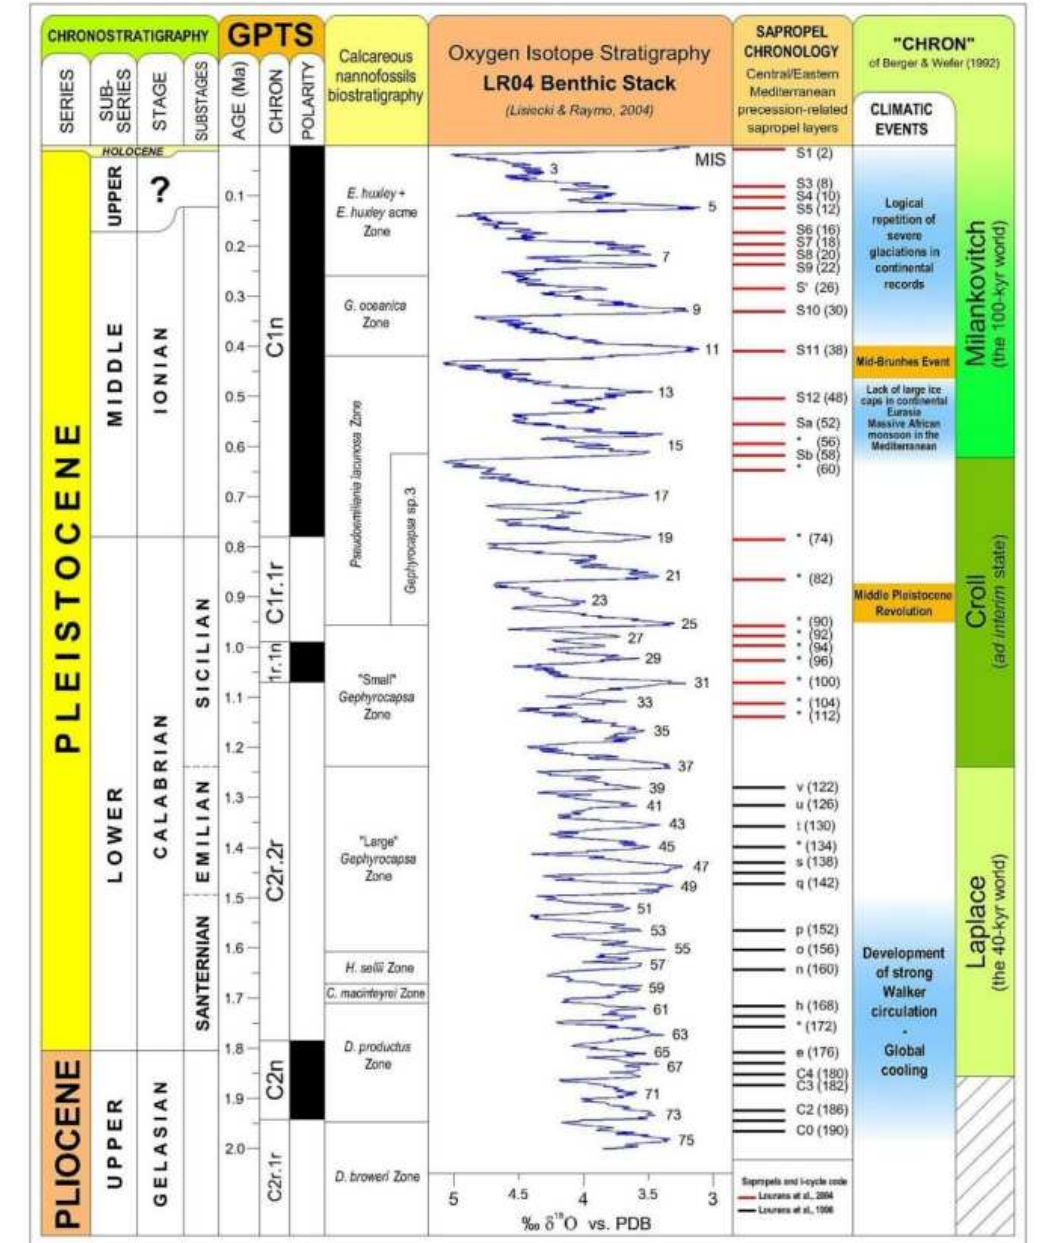 CHRONOSTRATIGRAPHY
SERIES
SUB-
SERIES
STAGE
SUBSTAGES
GPTS
AGE (Ma)
CHRON
POLARITY
Calcareous
nannofossils
biostratigraphy
Oxygen Isotope Stratigraphy
LR04 Benthic Stack
(Lisiecki & Raymo, 2004)
SAPROPEL
CHRONOLOGY
Central/Eastern
Mediterranean
precession-related
sapropel layers
"CHRON"
of Berger & Wefer (1992)
CLIMATIC
EVENTS
PLEISTOCENE
PLIOCENE
HOLOCENE
UPPER
MIDDLE
LOWER
UPPER
?
IONIAN
CALABRIAN
GELASIAN
SICILIAN
EMILIAN
SANTERNIAN
0.1
0.2
0.3
0.4
0.5
0.6
0.7
0.8
0.9
1.0
1.1
1.2
1.3
1.4
1.5
1.6
1.7
1.8
1.9
2.0
C1n
C1r.1r
1r.1n
C2r.2r
C2n
C2r.1r
E. huxley +
E. huxley acme
Zone
G. oceanica
Zone
Pseudoemiliania lacunosa Zone
Gephyrocapsa sp.3
"Small"
Gephyrocapsa
Zone
"Large"
Gephyrocapsa
Zone
H. sellii Zone
C. macinteyrei Zone
D. productus
Zone
D. broweri Zone
MIS
3
5
7
9
11
13
15
17
19
21
23
25
27
29
31
33
35
37
39
41
43
45
47
49
51
53
55
57
59
61
63
65
67
71
73
75
5
4.5
4
3.5
3
‰ δ18O vs. PDB
S1 (2)
S3 (8)
S4 (10)
S5 (12)
S6 (16)
S7 (18)
S8 (20)
S9 (22)
S' (26)
S10 (30)
S11 (38)
S12 (48)
Sa (52)
* (56)
Sb (58)
* (60)
* (74)
* (82)
* (90)
* (92)
* (94)
* (96)
* (100)
* (104)
* (112)
v (122)
u (126)
t (130)
* (134)
s (138)
q (142)
p (152)
o (156)
n (160)
h (168)
* (172)
e (176)
C4 (180)
C3 (182)
C2 (186)
C0 (190)
Sapropels and i-cycle code
Lourens et al., 2004
Lourens et al., 1996
Logical
repetition of
severe
glaciations in
continental
records
Mid-Brunhes Event
Lack of large ice
caps in continental
Eurasia
Massive African
monsoon in the
Mediterranean
Middle Pleistocene
Revolution
Development
of strong
Walker
circulation
-
Global
cooling
Milankovitch
(the 100-kyr world)
Croll
(ad interim state)
Laplace
(the 40-kyr world)